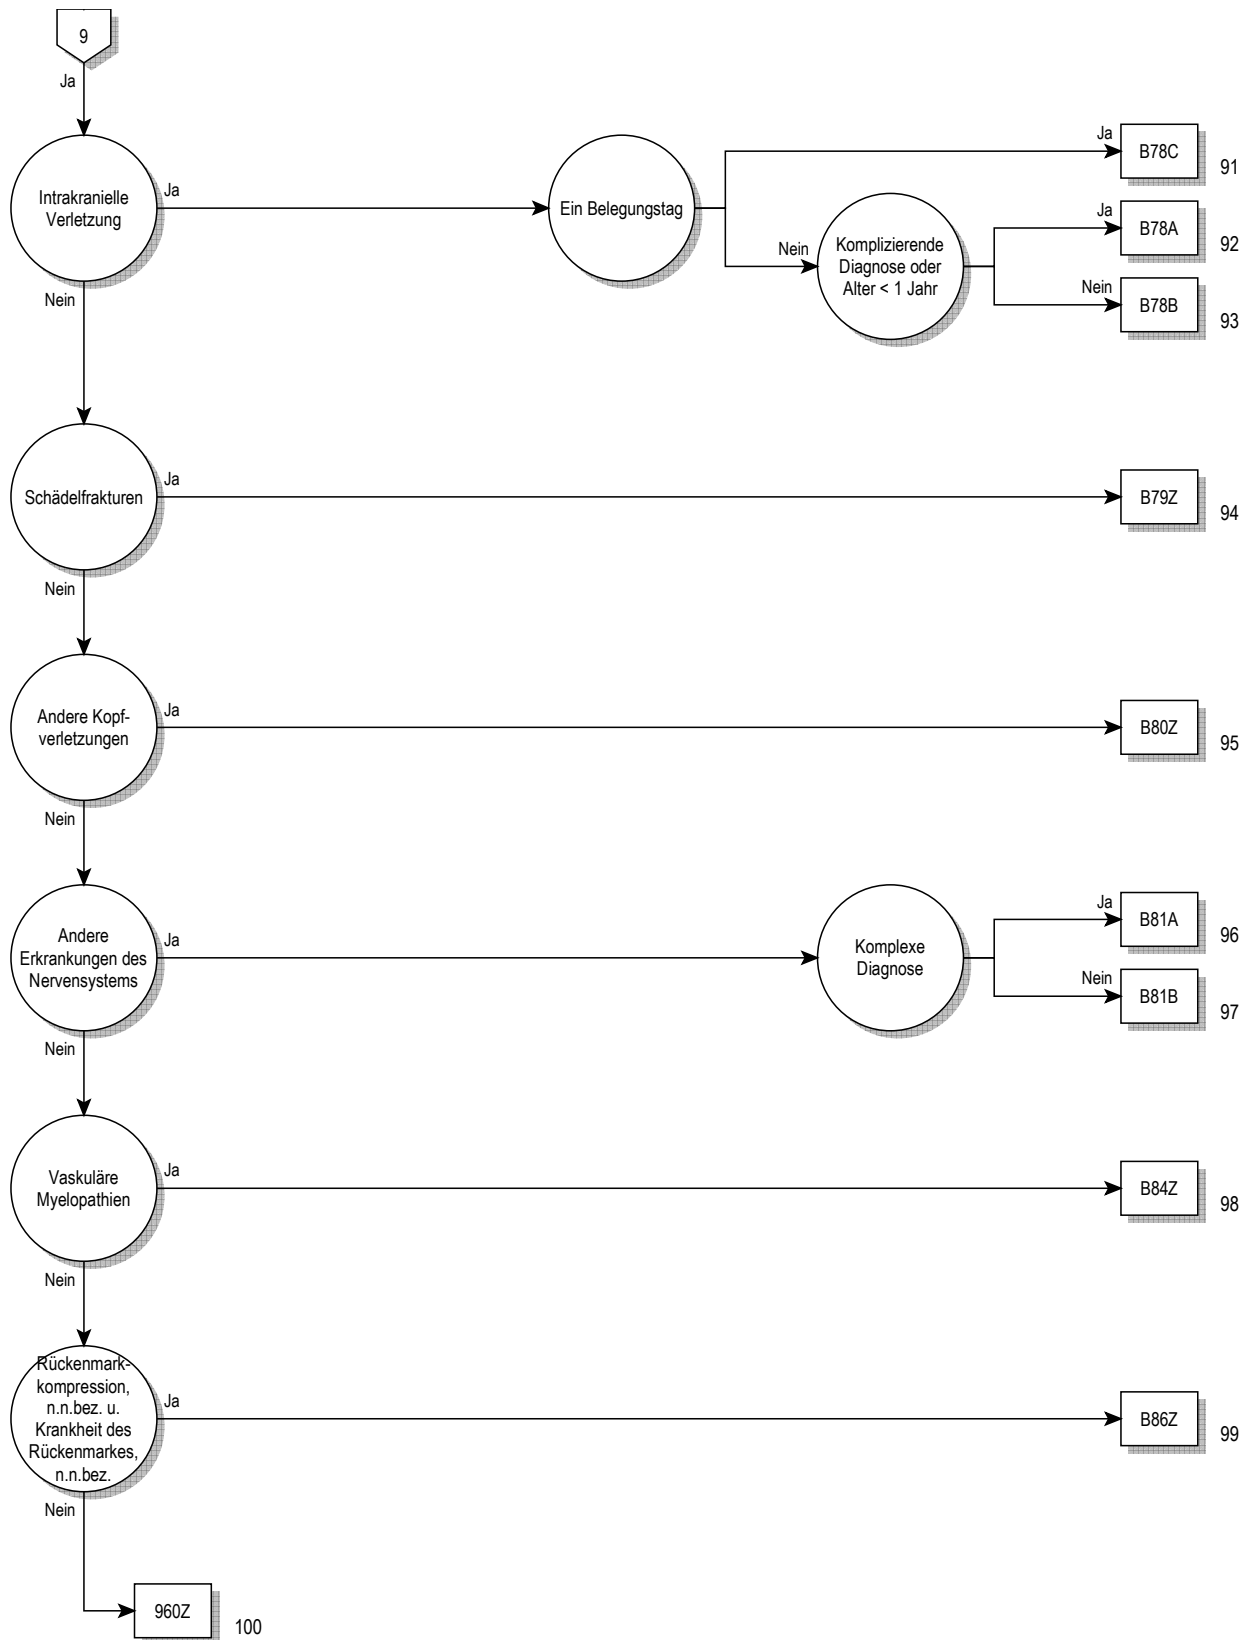 9
Ja
Intrakranielle
Verletzung
Ja
Ein Belegungstag
Ja
B78C
91
Nein
Komplizierende
Diagnose oder
Alter < 1 Jahr
Ja
B78A
92
Nein
B78B
93
Nein
Schädelfrakturen
Ja
B79Z
94
Nein
Andere Kopf-
verletzungen
Ja
B80Z
95
Nein
Andere
Erkrankungen des
Nervensystems
Ja
Komplexe
Diagnose
Ja
B81A
96
Nein
B81B
97
Nein
Vaskuläre
Myelopathien
Ja
B84Z
98
Nein
Rückenmark-
kompression,
n.n.bez. u.
Krankheit des
Rückenmarkes,
n.n.bez.
Ja
B86Z
99
Nein
960Z
100